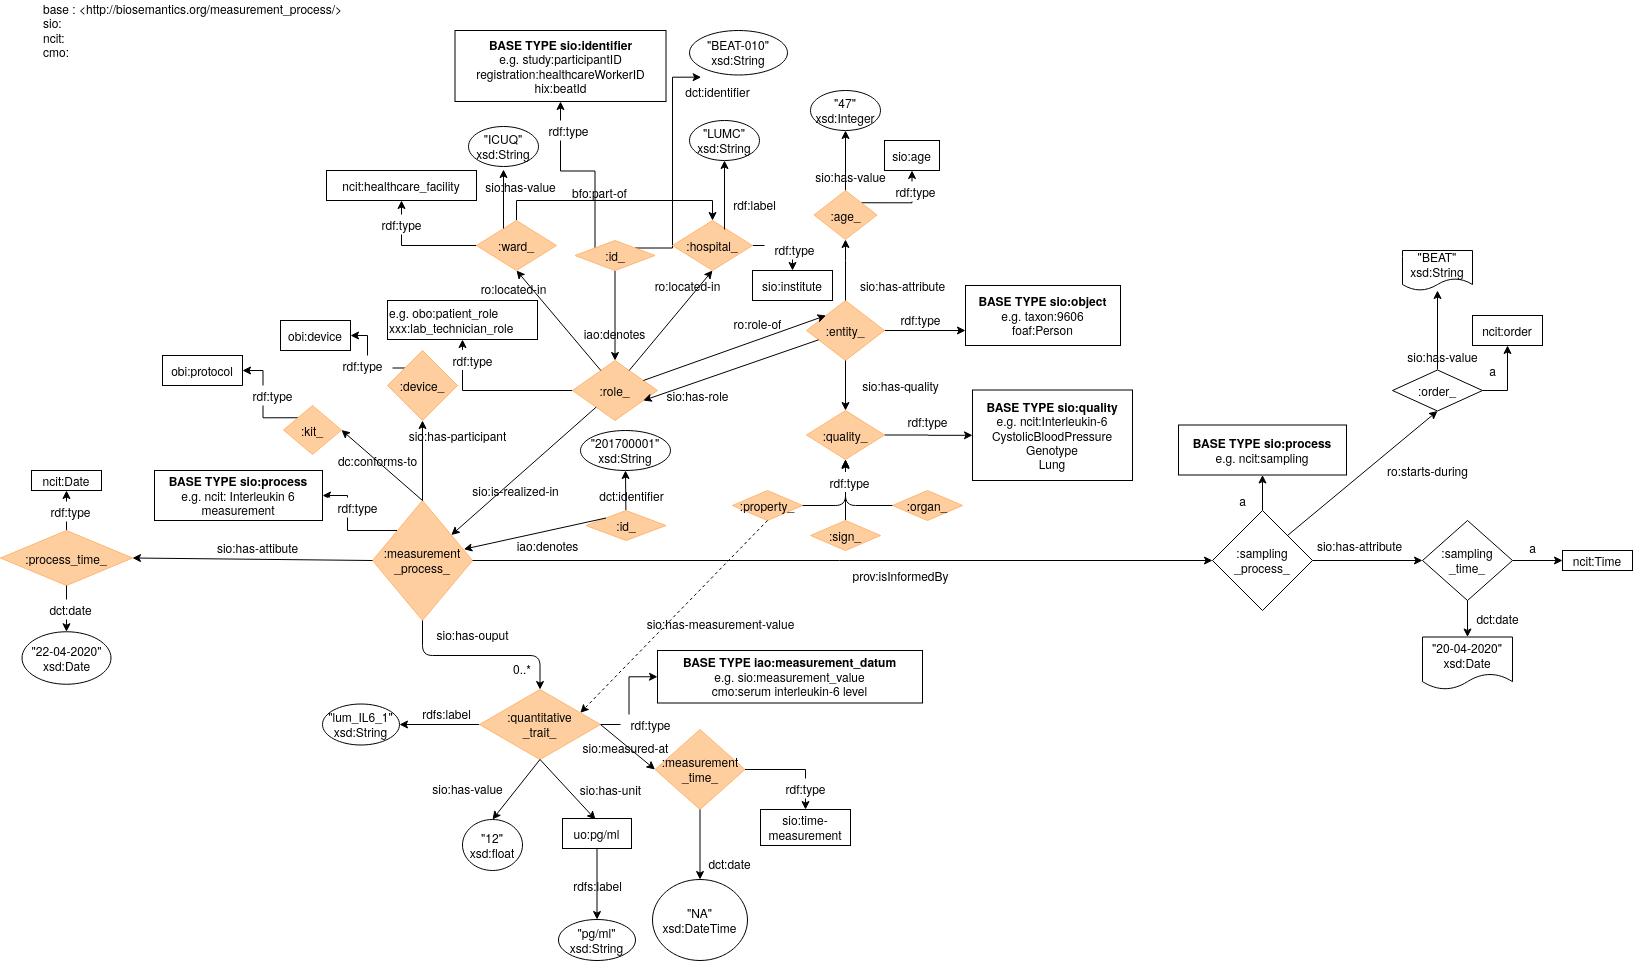 base : <http://biosemantics.org/measurement_process/>
sio:
ncit:
cmo:
BASE TYPE sio:identifier
e.g. study:participantID
registration:healthcareWorkerID
hix:beatId
"BEAT-010"
xsd:String
dct:identifier
"47"
xsd:Integer
rdf:type
"ICUQ"
xsd:String
"LUMC"
xsd:String
sio:age
ncit:healthcare_facility
sio:has-value
bfo:part-of
sio:has-value
rdf:type
rdf:label
rdf:type
:age_
:ward_
:id_
:hospital_
rdf:type
"BEAT"
xsd:String
ro:located-in
ro:located-in
sio:institute
sio:has-attribute
BASE TYPE sio:object
e.g. taxon:9606
foaf:Person
e.g. obo:patient_role
xxx:lab_technician_role
obi:device
iao:denotes
ro:role-of
:entity_
rdf:type
ncit:order
obi:protocol
rdf:type
rdf:type
sio:has-value
a
:device_
:role_
sio:has-role
sio:has-quality
:order_
rdf:type
:kit_
sio:has-participant
"201700001"
xsd:String
:quality_
rdf:type
BASE TYPE sio:quality
e.g. ncit:Interleukin-6
CystolicBloodPressure
Genotype
Lung
BASE TYPE sio:process
e.g. ncit:sampling
dc:conforms-to
ro:starts-during
ncit:Date
BASE TYPE sio:process
e.g. ncit: Interleukin 6
measurement
rdf:type
sio:is-realized-in
dct:identifier
rdf:type
a
rdf:type
:property_
:organ_
:id_
:sign_
:process_time_
sio:has-attibute
:measurement
_process_
iao:denotes
prov:isInformedBy
:sampling
_process_
sio:has-attribute
:sampling
_time_
a
ncit:Time
dct:date
"22-04-2020"
xsd:Date
sio:has-ouput
0..*
sio:has-measurement-value
dct:date
"20-04-2020"
xsd:Date
BASE TYPE iao:measurement_datum
e.g. sio:measurement_value
cmo:serum interleukin-6 level
"lum_IL6_1"
xsd:String
rdfs:label
:quantitative
_trait_
rdf:type
sio:measured-at
:measurement
_time_
sio:has-value
sio:has-unit
rdf:type
"12"
xsd:float
uo:pg/ml
sio:time-
measurement
dct:date
rdfs:label
"pg/ml"
xsd:String
"NA"
xsd:DateTime